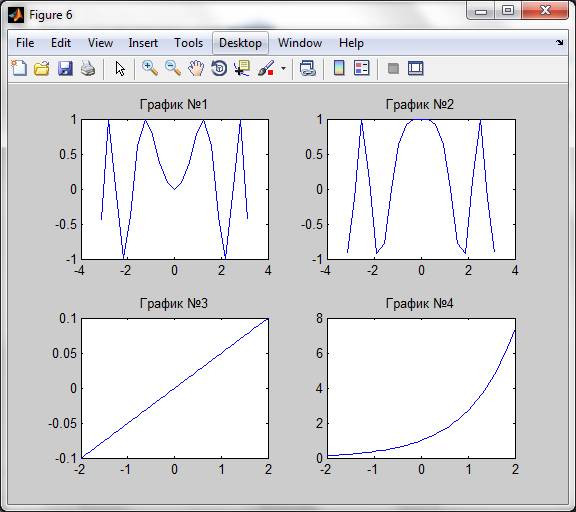 Figure 6
File Edit View Insert Tools Desktop Window Help
График №1
1
0.5
0
-0.5
-1
-4 -2 0 2 4
График №2
1
0.5
0
-0.5
-1
-4 -2 0 2 4
График №3
0.1
0.05
0
-0.05
-0.1
-2 -1 0 1 2
График №4
8
6
4
2
0
-2 -1 0 1 2